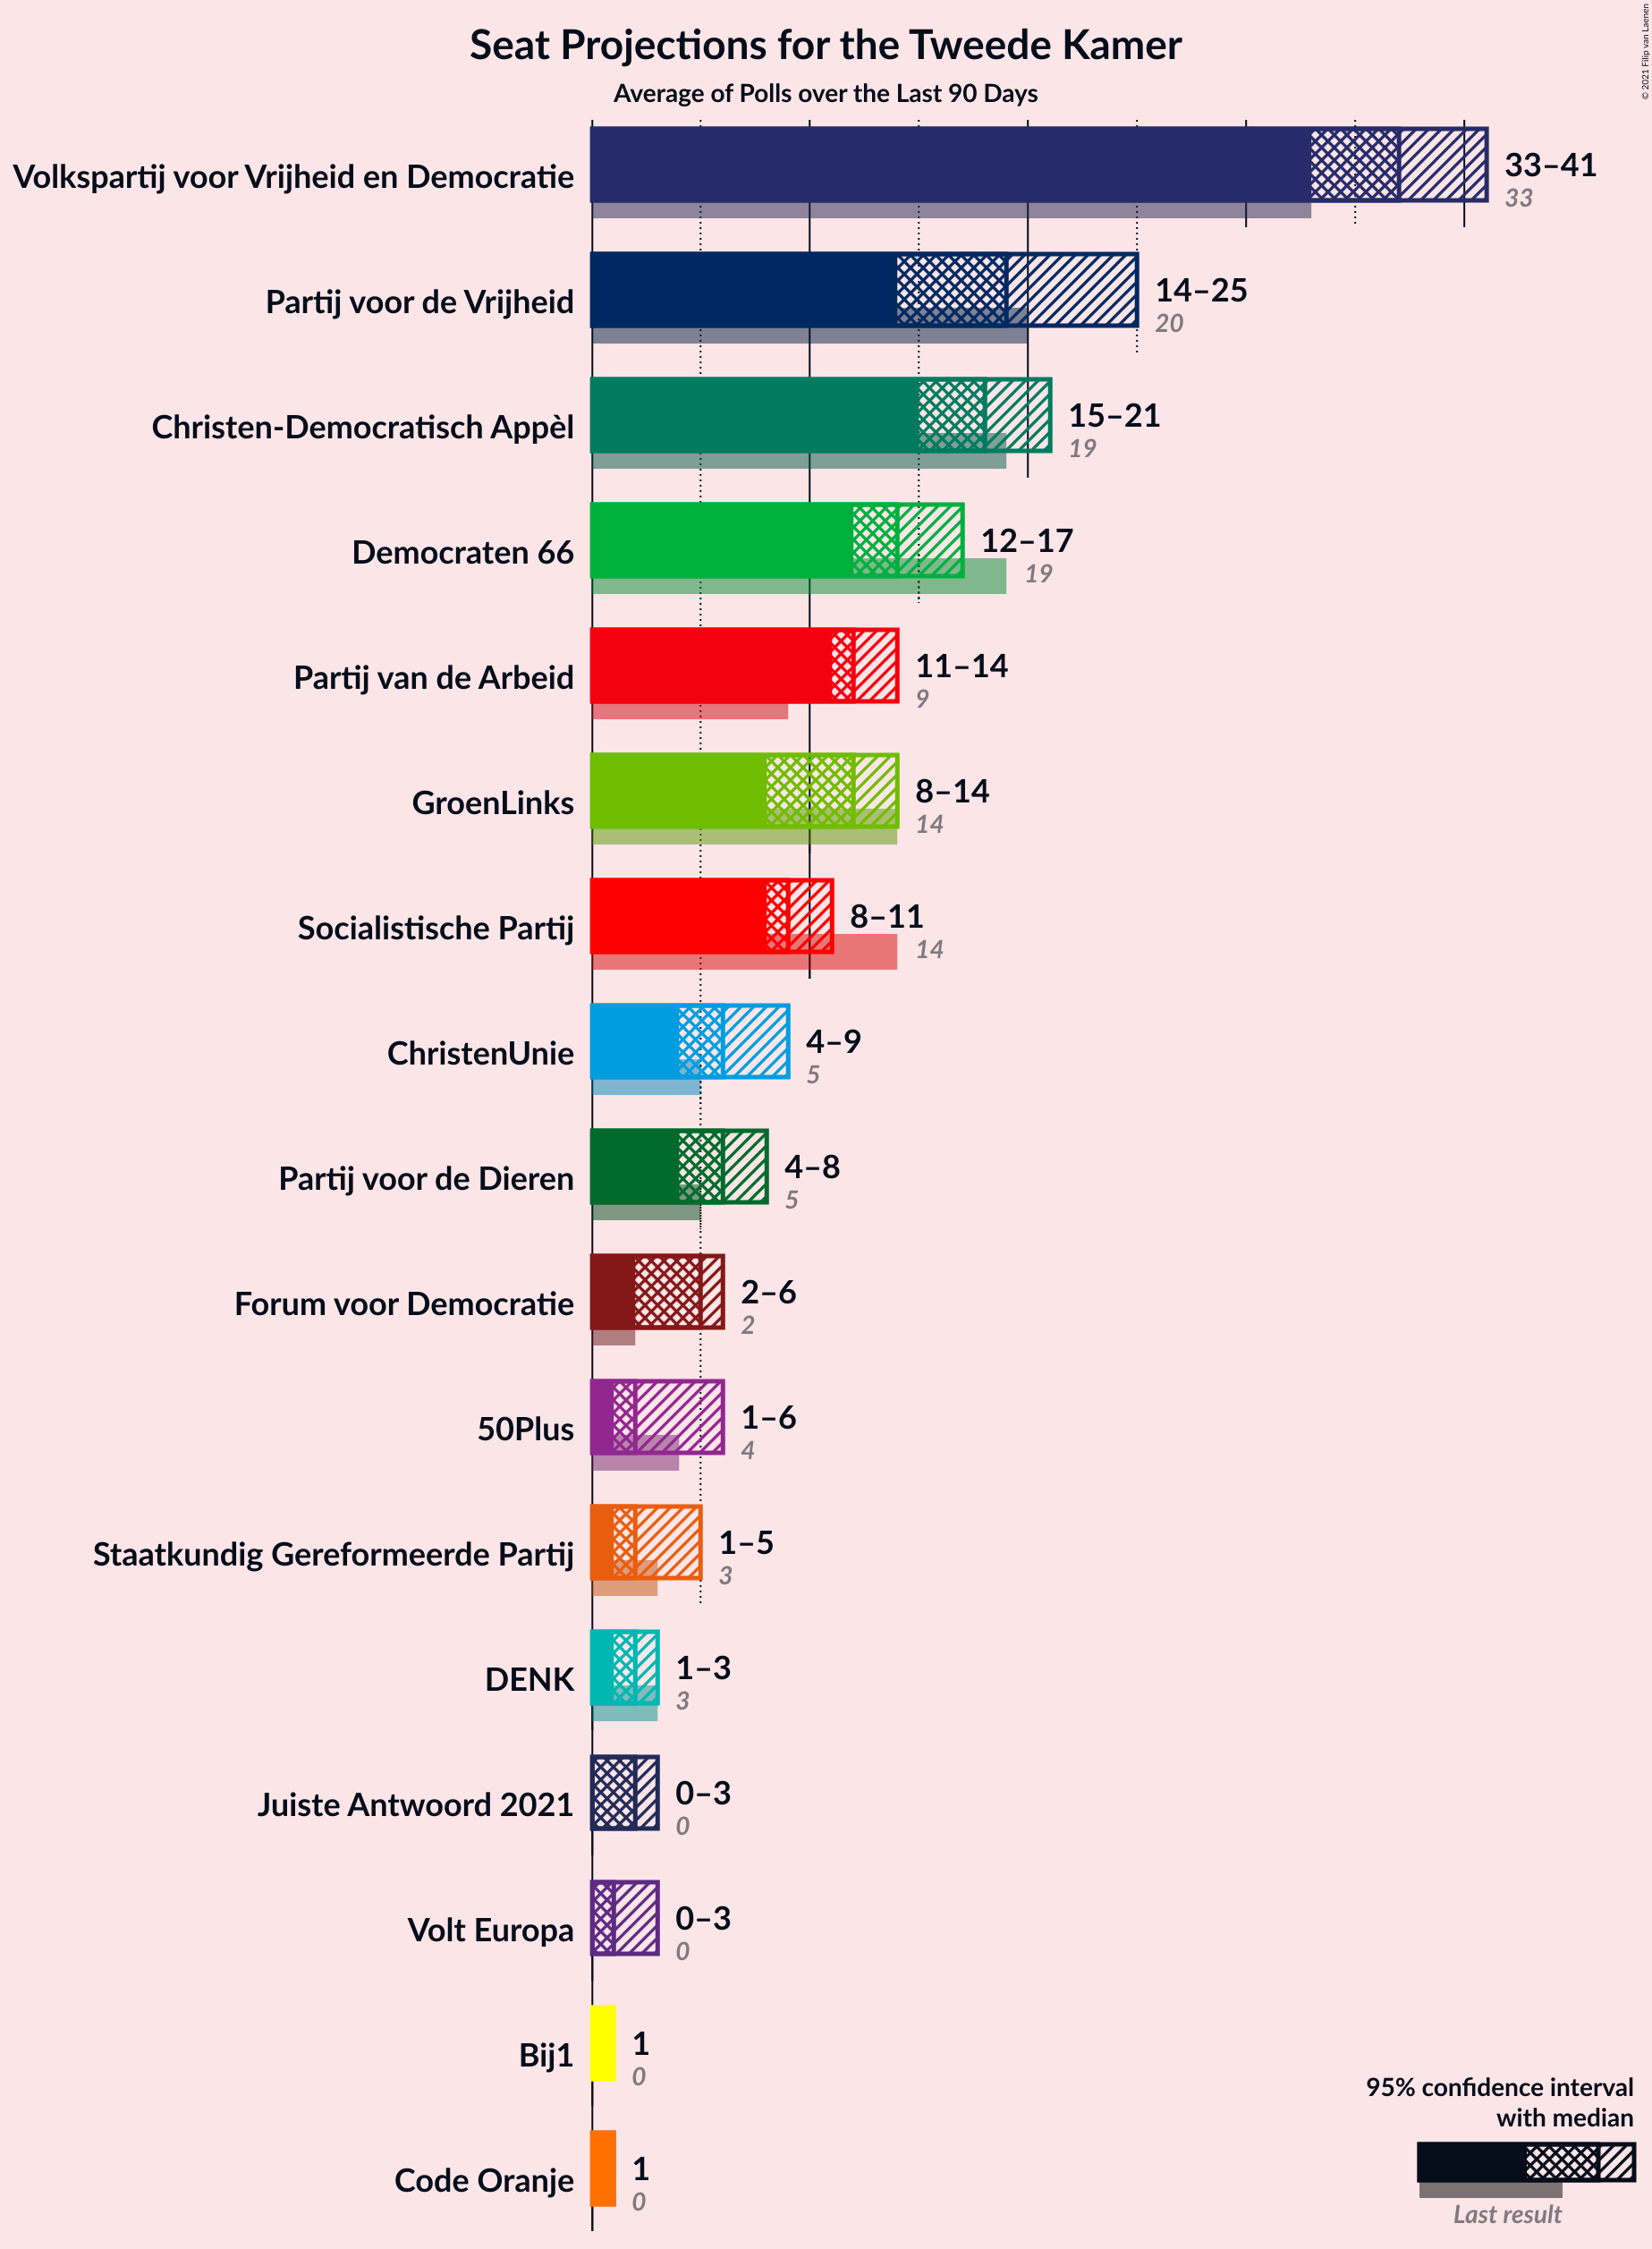 Seat Projections for the Tweede Kamer
Average of Polls over the Last 90 Days
© 2021 Filip van Laenen
Volkspartij voor Vrijheid en Democratie
33–41
33
Partij voor de Vrijheid
14–25
20
Christen-Democratisch Appèl
15–21
19
Democraten 66
12–17
19
Partij van de Arbeid
11–14
9
GroenLinks
8–14
14
Socialistische Partij
8–11
14
ChristenUnie
4–9
5
Partij voor de Dieren
4–8
5
Forum voor Democratie
2–6
2
50Plus
1–6
4
Staatkundig Gereformeerde Partij
1–5
3
DENK
1–3
3
Juiste Antwoord 2021
0–3
0
Volt Europa
0–3
0
Bij1
1
0
Code Oranje
1
0
95% confidence interval
with median
Last result